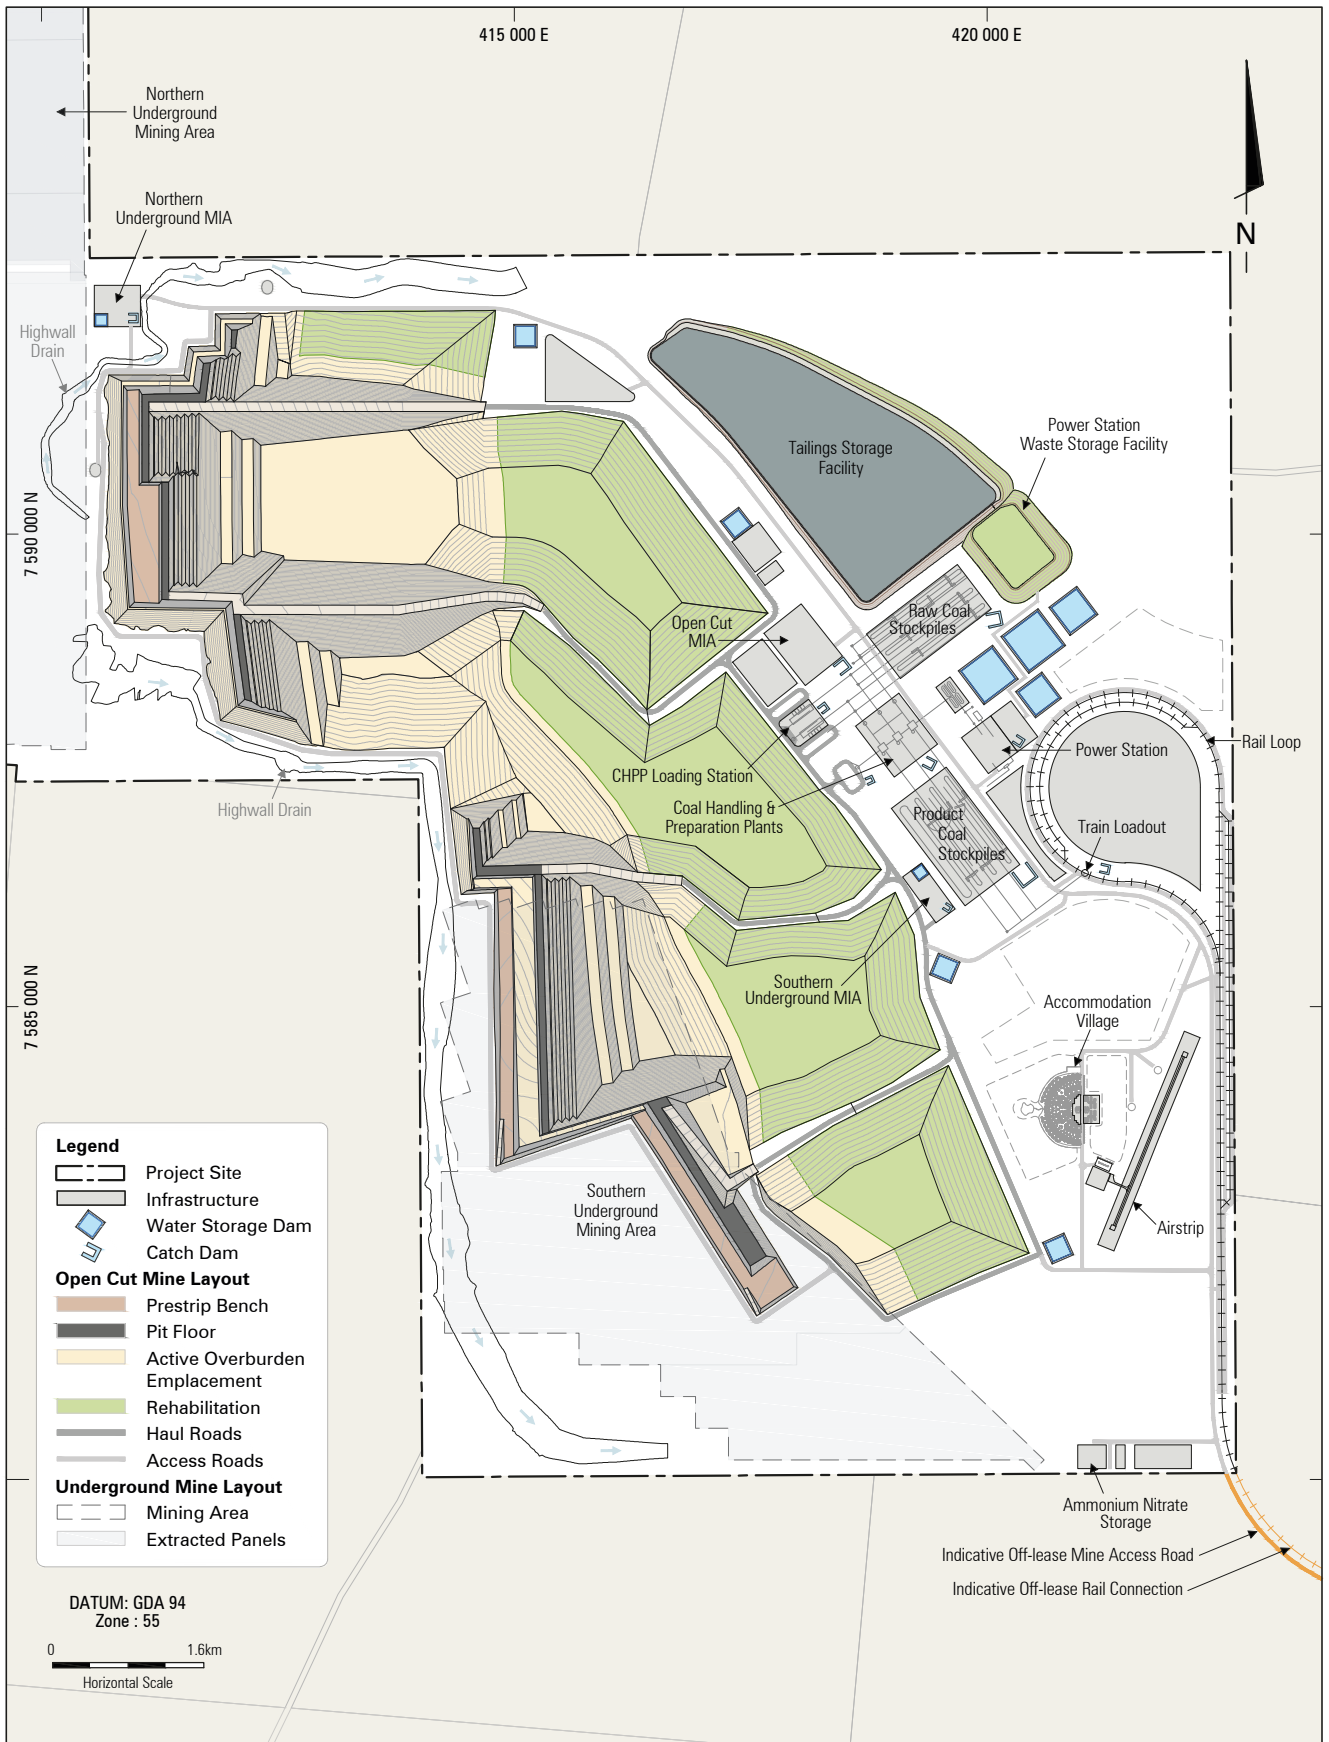 415 000 E
420 000 E
Northern
Underground
Mining Area
Northern
Underground MIA
N
Highwall
Drain
Power Station
Waste Storage Facility
Tailings Storage
Facility
7 590 000 N
Raw Coal
Stockpiles
Open Cut
MIA
Rail Loop
Power Station
CHPP Loading Station
Highwall Drain
Coal Handling &
Preparation Plants
Product
Coal
Stockpiles
Train Loadout
Southern
Underground MIA
Accommodation
Village
7 585 000 N
Southern
Underground
Mining Area
Airstrip
Legend
Project Site
Infrastructure
Water Storage Dam
Catch Dam
Open Cut Mine Layout
Prestrip Bench
Pit Floor
Active Overburden
Emplacement
Rehabilitation
Haul Roads
Access Roads
Underground Mine Layout
Mining Area
Extracted Panels
Ammonium Nitrate
Storage
Indicative Off-lease Mine Access Road
Indicative Off-lease Rail Connection
DATUM: GDA 94
Zone : 55
0 1.6km
Horizontal Scale